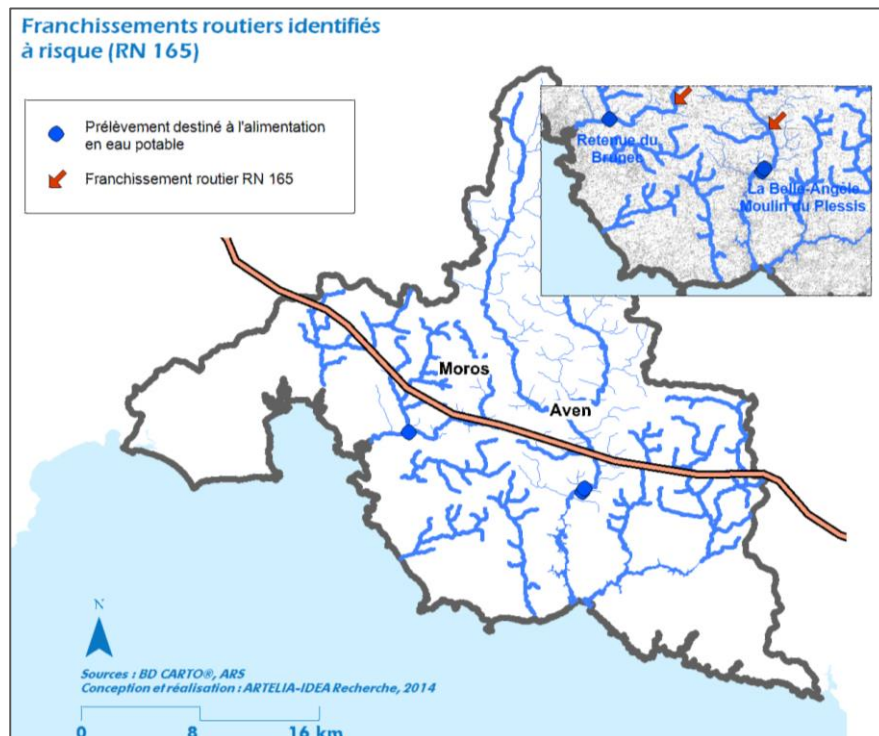 Franchissements routiers identifiés
à risque (RN 165)
Prélèvement destiné à l'alimentation
en eau potable
Franchissement routier RN 165
Retenue du
Brunec
La Belle-Angèle
Moulin du Plessis
Moros
Aven
N
Sources : BD CARTO®, ARS
Conception et réalisation : ARTELIA-IDEA Recherche, 2014
0 8 16 km